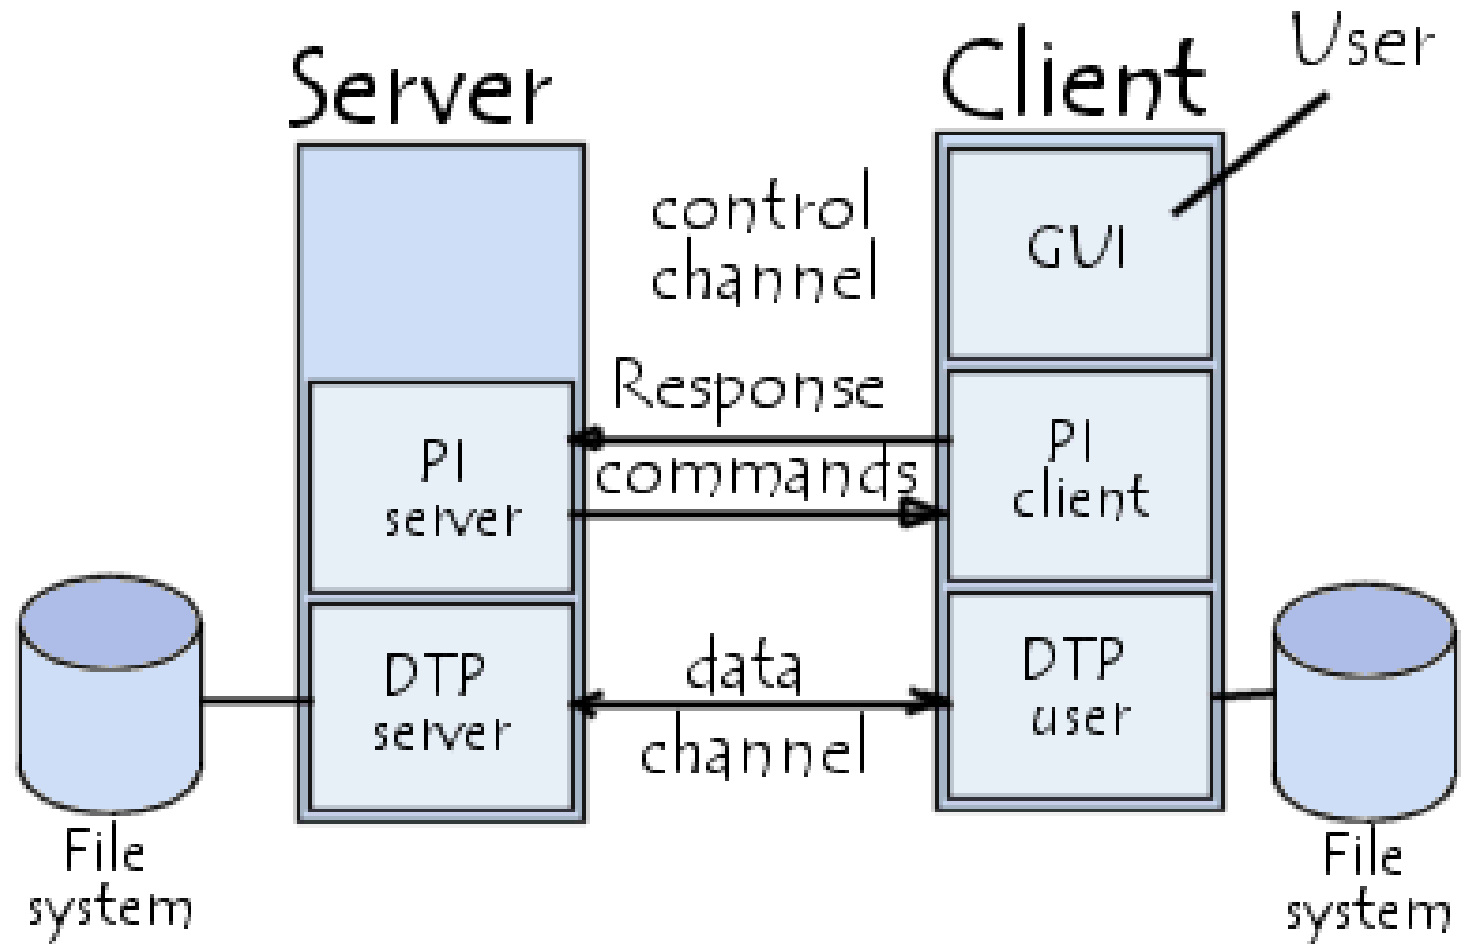 Server
Client
User
control
channel
GUI
Response
commands
PI
server
PI
client
DTP
server
data
channel
DTP
user
File
system
File
system